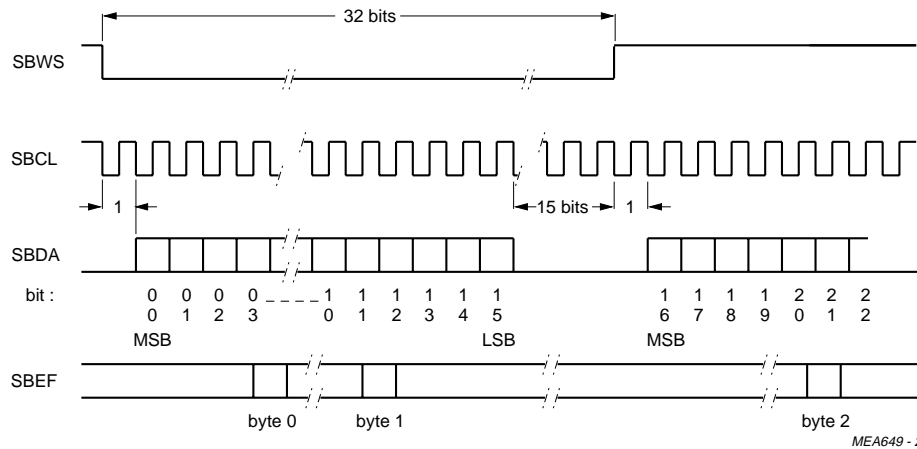 32 bits
SBWS
SBCL
1
15 bits
1
SBDA
bit :
0 0 0 0 1 1 1 1 1 1 1 1 1 1 2 2 2
0 1 2 3 0 1 2 3 4 5 6 7 8 9 0 1 2
MSB LSB MSB
SBEF
byte 0 byte 1 byte 2